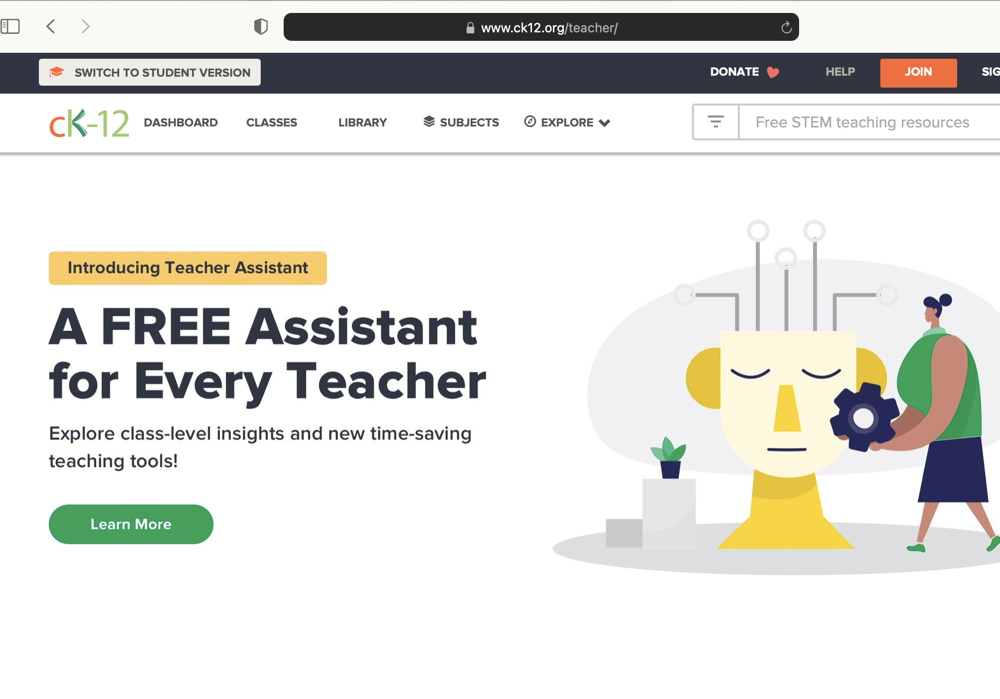 www.ck12.org/teacher/
SWITCH TO STUDENT VERSION
DONATE
HELP
JOIN
SIG
cK-12
DASHBOARD
CLASSES
LIBRARY
SUBJECTS
EXPLORE
Free STEM teaching resources
Introducing Teacher Assistant
A FREE Assistant
for Every Teacher
Explore class-level insights and new time-saving
teaching tools!
Learn More